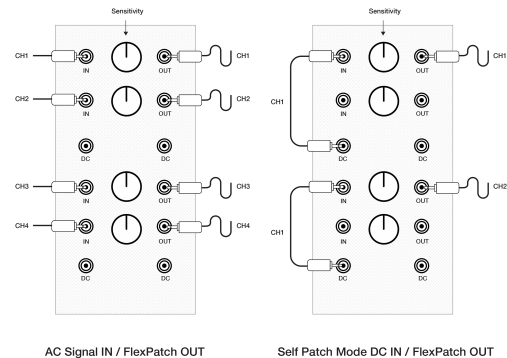 Sensitivity
CH1 IN OUT CH1
CH2 IN OUT CH2
DC DC
CH3 IN OUT CH3
CH4 IN OUT CH4
DC DC
AC Signal IN / FlexPatch OUT
Sensitivity
IN OUT CH1
CH1 IN OUT
DC DC
IN OUT CH2
CH1 IN OUT
DC DC
Self Patch Mode DC IN / FlexPatch OUT